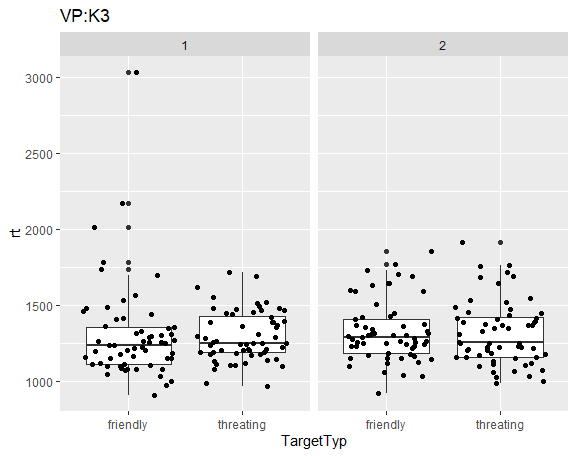 VP:K3
1 2
3000
2500
2000
1500
1000
rt
friendly threating friendly threating
TargetTyp